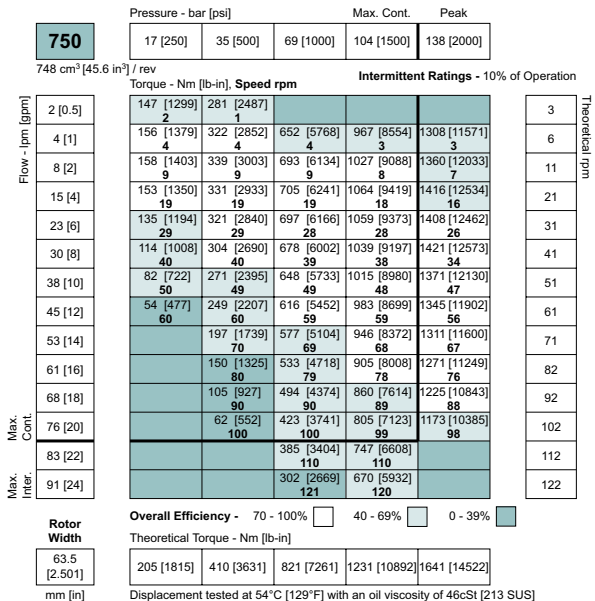 Pressure - bar [psi] Max. Cont. Peak
750 17 [250] 35 [500] 69 [1000] 104 [1500] 138 [2000]
748 cm³ [45.6 in³] / rev
Torque - Nm [lb-in], Speed rpm
Intermittent Ratings - 10% of Operation
Flow - lpm [gpm]
Theoretical rpm
2 [0.5] 147 [1299] 281 [2487] 3
2 1
4 [1] 156 [1379] 322 [2852] 652 [5768] 967 [8554] 1308 [11571] 6
4 4 4 3 3
8 [2] 158 [1403] 339 [3003] 693 [6134] 1027 [9088] 1360 [12033] 11
9 9 9 8 7
15 [4] 153 [1350] 331 [2933] 705 [6241] 1064 [9419] 1416 [12534] 21
19 19 19 18 16
23 [6] 135 [1194] 321 [2840] 697 [6166] 1059 [9373] 1408 [12462] 31
29 29 28 28 26
30 [8] 114 [1008] 304 [2690] 678 [6002] 1039 [9197] 1421 [12573] 41
40 40 39 38 34
38 [10] 82 [722] 271 [2395] 648 [5733] 1015 [8980] 1371 [12130] 51
50 49 49 48 47
45 [12] 54 [477] 249 [2207] 616 [5452] 983 [8699] 1345 [11902] 61
60 60 59 59 56
53 [14] 197 [1739] 577 [5104] 946 [8372] 1311 [11600] 71
70 69 68 67
61 [16] 150 [1325] 533 [4718] 905 [8008] 1271 [11249] 82
80 79 78 76
68 [18] 105 [927] 494 [4374] 860 [7614] 1225 [10843] 92
90 90 89 88
Max. Cont.
76 [20] 62 [552] 423 [3741] 805 [7123] 1173 [10385] 102
100 100 99 98
83 [22] 385 [3404] 747 [6608] 112
110 110
Max. Inter.
91 [24] 302 [2669] 670 [5932] 122
121 120
Overall Efficiency - 70 - 100% 40 - 69% 0 - 39%
Rotor Width
Theoretical Torque - Nm [lb-in]
63.5 [2.501] 205 [1815] 410 [3631] 821 [7261] 1231 [10892] 1641 [14522]
mm [in] Displacement tested at 54°C [129°F] with an oil viscosity of 46cSt [213 SUS]